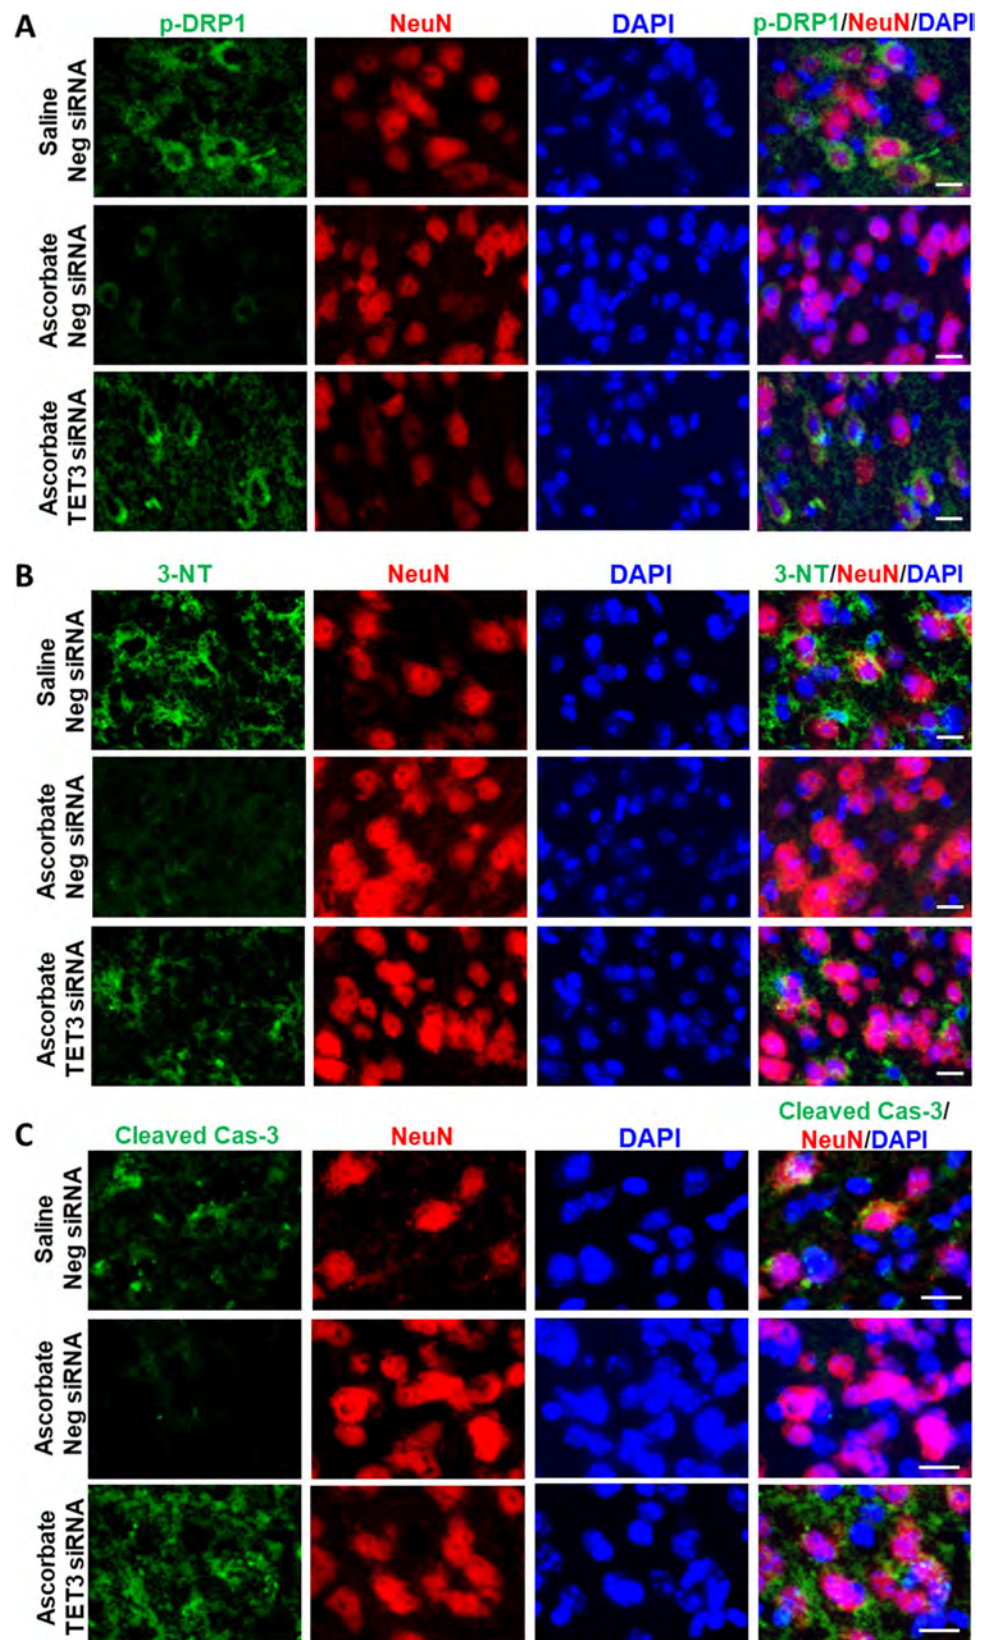 A
p-DRP1 NeuN DAPI p-DRP1/NeuN/DAPI
Saline
Neg siRNA
Ascorbate
Neg siRNA
Ascorbate
TET3 siRNA
B
3-NT NeuN DAPI 3-NT/NeuN/DAPI
Saline
Neg siRNA
Ascorbate
Neg siRNA
Ascorbate
TET3 siRNA
C
Cleaved Cas-3 NeuN DAPI Cleaved Cas-3/
NeuN/DAPI
Saline
Neg siRNA
Ascorbate
Neg siRNA
Ascorbate
TET3 siRNA